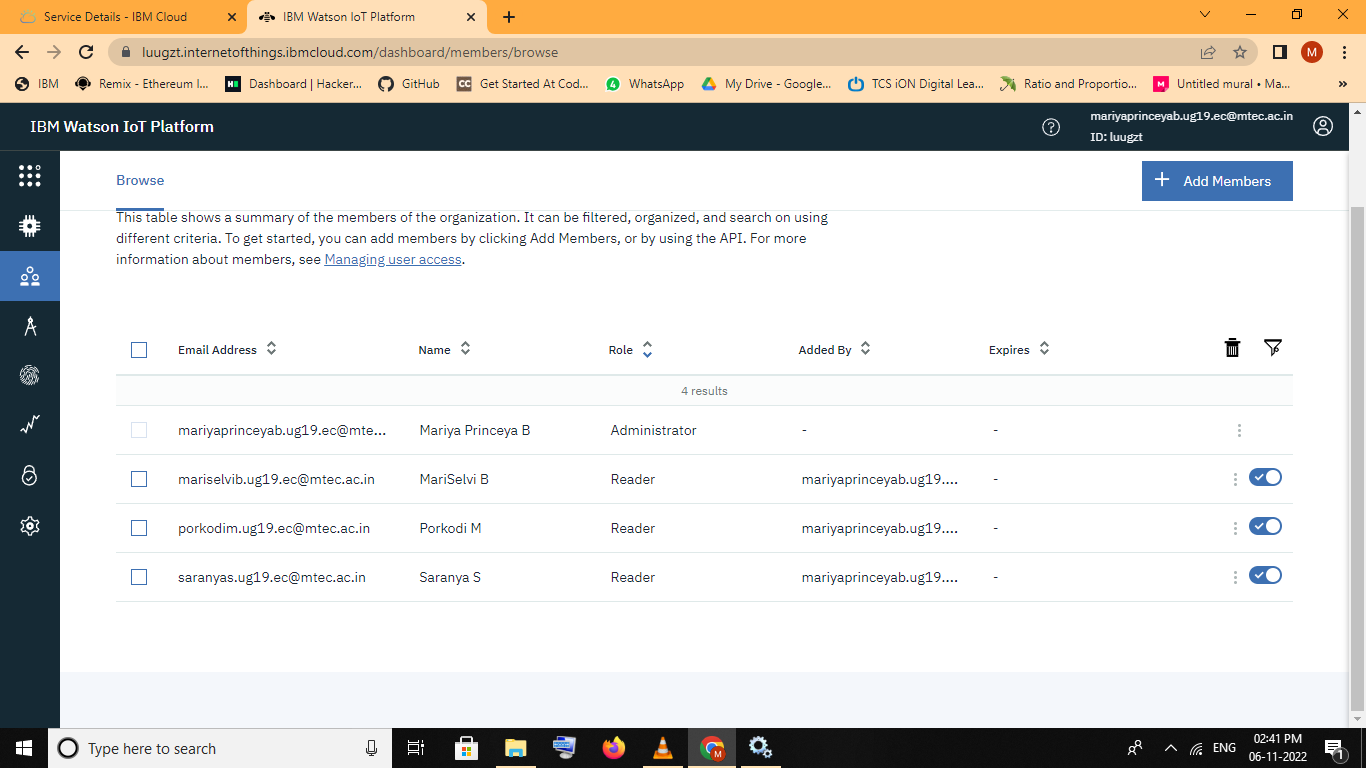 Service Details - IBM Cloud
IBM Watson IoT Platform
luugzt.internetofthings.ibmcloud.com/dashboard/members/browse
M
IBM
Remix - Ethereum I...
Dashboard | Hacker...
GitHub
CC Get Started At Cod...
4 WhatsApp
My Drive - Google...
TCS iON Digital Lea...
Ratio and Proportio...
M Untitled mural • Ma...
»
IBM Watson IoT Platform
mariyaprinceyab.ug19.ec@mtec.ac.in
ID: luugzt
Browse
+ Add Members
This table shows a summary of the members of the organization. It can be filtered, organized, and search on using
different criteria. To get started, you can add members by clicking Add Members, or by using the API. For more
information about members, see Managing user access.
Email Address Name Role Added By Expires
4 results
mariyaprinceyab.ug19.ec@mte... Mariya Princeya B Administrator - -
mariselvib.ug19.ec@mtec.ac.in MariSelvi B Reader mariyaprinceyab.ug19.... -
porkodim.ug19.ec@mtec.ac.in Porkodi M Reader mariyaprinceyab.ug19.... -
saranyas.ug19.ec@mtec.ac.in Saranya S Reader mariyaprinceyab.ug19.... -
Type here to search
M
ENG
02:41 PM
06-11-2022
1